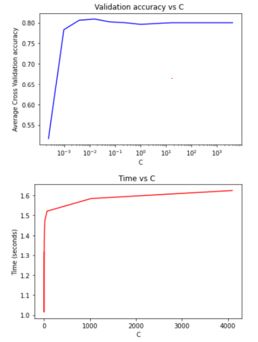 Validation accuracy vs C
Average Cross Validation accuracy
0.80
0.75
0.70
0.65
0.60
0.55
10⁻³ 10⁻² 10⁻¹ 10⁰ 10¹ 10² 10³
C
Time vs C
Time (seconds)
1.6
1.5
1.4
1.3
1.2
1.1
1.0
0 1000 2000 3000 4000
C